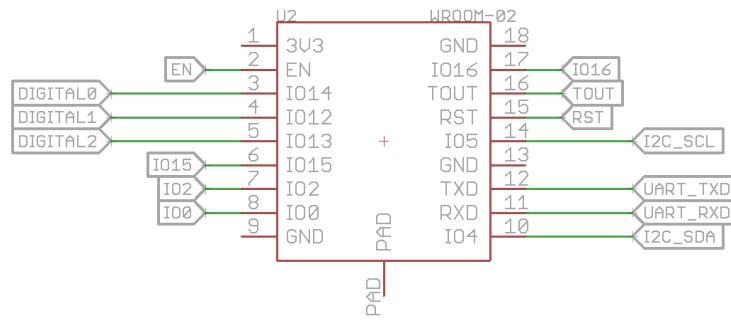 U2 WROOM-02
1 3V3 GND 18
EN 2 EN IO16 17 IO16
DIGITAL0 3 IO14 TOUT 16 TOUT
DIGITAL1 4 IO12 RST 15 RST
DIGITAL2 5 IO13 IO5 14 I2C_SCL
IO15 6 IO15 GND 13
IO2 7 IO2 TXD 12 UART_TXD
IO0 8 IO0 RXD 11 UART_RXD
9 GND PAD IO4 10 I2C_SDA
PAD